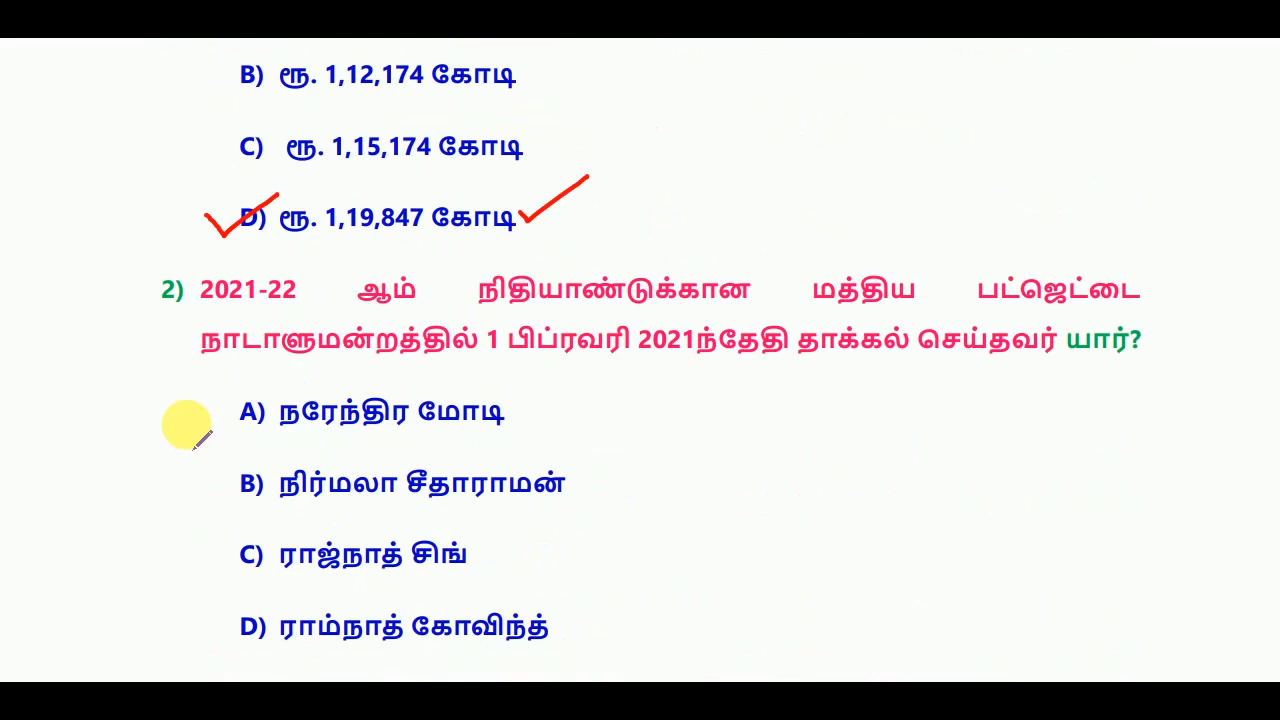 B) ரூ. 1,12,174 கோடி
C) ரூ. 1,15,174 கோடி
D) ரூ. 1,19,847 கோடி
2) 2021-22 ஆம் நிதியாண்டுக்கான மத்திய பட்ஜெட்டை
நாடாளுமன்றத்தில் 1 பிப்ரவரி 2021ந்தேதி தாக்கல் செய்தவர் யார்?
A) நரேந்திர மோடி
B) நிர்மலா சீதாராமன்
C) ராஜ்நாத் சிங்
D) ராம்நாத் கோவிந்த்